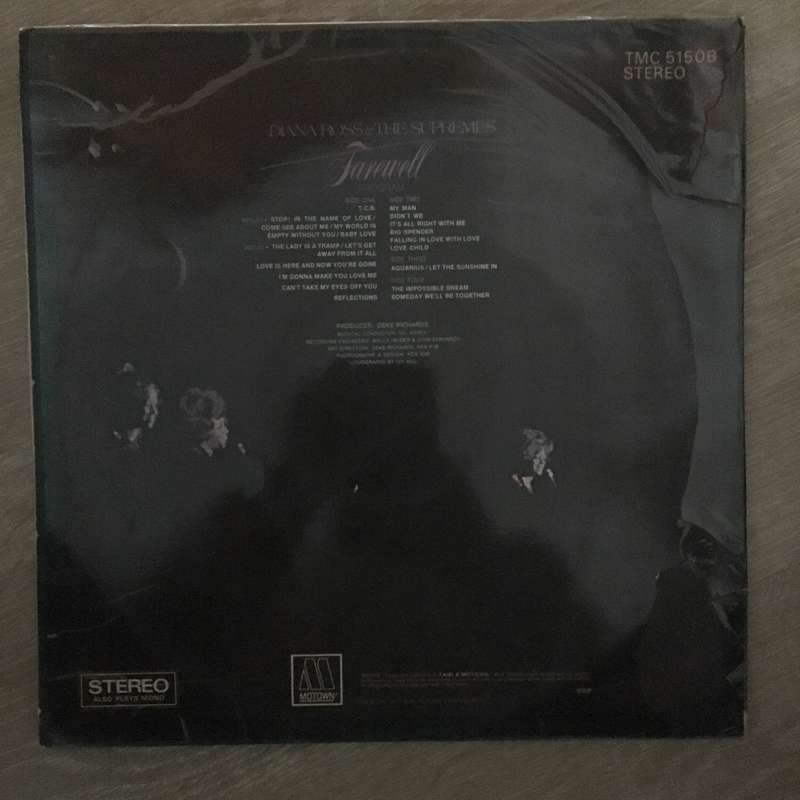 TMC 5150B
STEREO
DIANA ROSS & THE SUPREMES
Farewell
SIDE ONE
T.C.B.
STOP! IN THE NAME OF LOVE /
COME SEE ABOUT ME / MY WORLD IS
EMPTY WITHOUT YOU / BABY LOVE
THE LADY IS A TRAMP / LET'S GET
AWAY FROM IT ALL
LOVE IS HERE AND NOW YOU'RE GONE
I'M GONNA MAKE YOU LOVE ME
CAN'T TAKE MY EYES OFF YOU
REFLECTIONS
SIDE TWO
MY MAN
DIDN'T WE
IT'S ALL RIGHT WITH ME
BIG SPENDER
FALLING IN LOVE WITH LOVE
LOVE CHILD
SIDE THREE
AQUARIUS / LET THE SUNSHINE IN
SIDE FOUR
THE IMPOSSIBLE DREAM
SOMEDAY WE'LL BE TOGETHER
PRODUCER: DEKE RICHARDS
MUSICAL CONDUCTOR: GIL ASKEY
STEREO
ALSO PLAYS MONO
M
MOTOWN